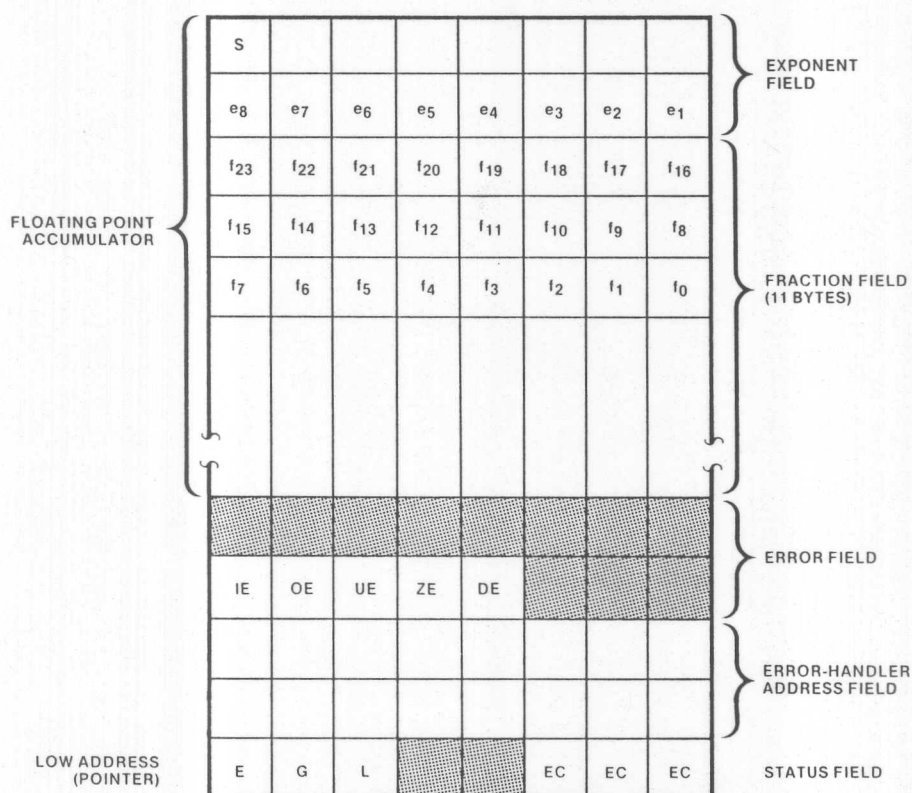 S
EXPONENT
FIELD
e8 e7 e6 e5 e4 e3 e2 e1
f23 f22 f21 f20 f19 f18 f17 f16
FLOATING POINT
ACCUMULATOR
f15 f14 f13 f12 f11 f10 f9 f8
f7 f6 f5 f4 f3 f2 f1 f0
FRACTION FIELD
(11 BYTES)
ERROR FIELD
IE OE UE ZE DE
ERROR-HANDLER
ADDRESS FIELD
LOW ADDRESS
(POINTER)
E G L EC EC EC
STATUS FIELD